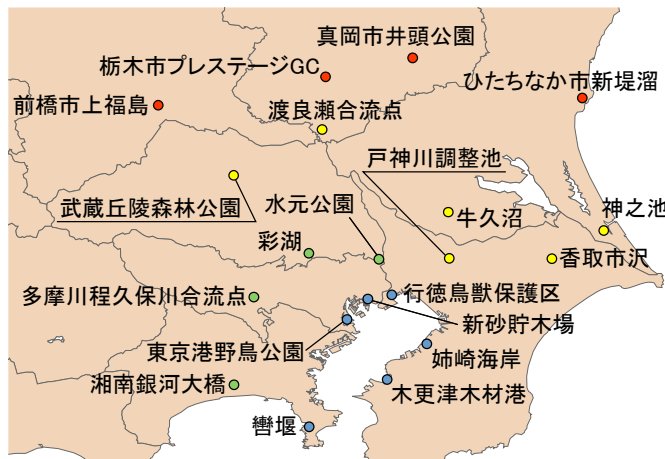 真岡市井頭公園
栃木市プレステージGC
ひたちなか市新堤溜
前橋市上福島
渡良瀬合流点
戸神川調整池
武蔵丘陵森林公園
水元公園
牛久沼
神之池
彩湖
香取市沢
多摩川程久保川合流点
行徳鳥獣保護区
新砂貯木場
東京港野鳥公園
姉崎海岸
湘南銀河大橋
木更津木材港
轡堰